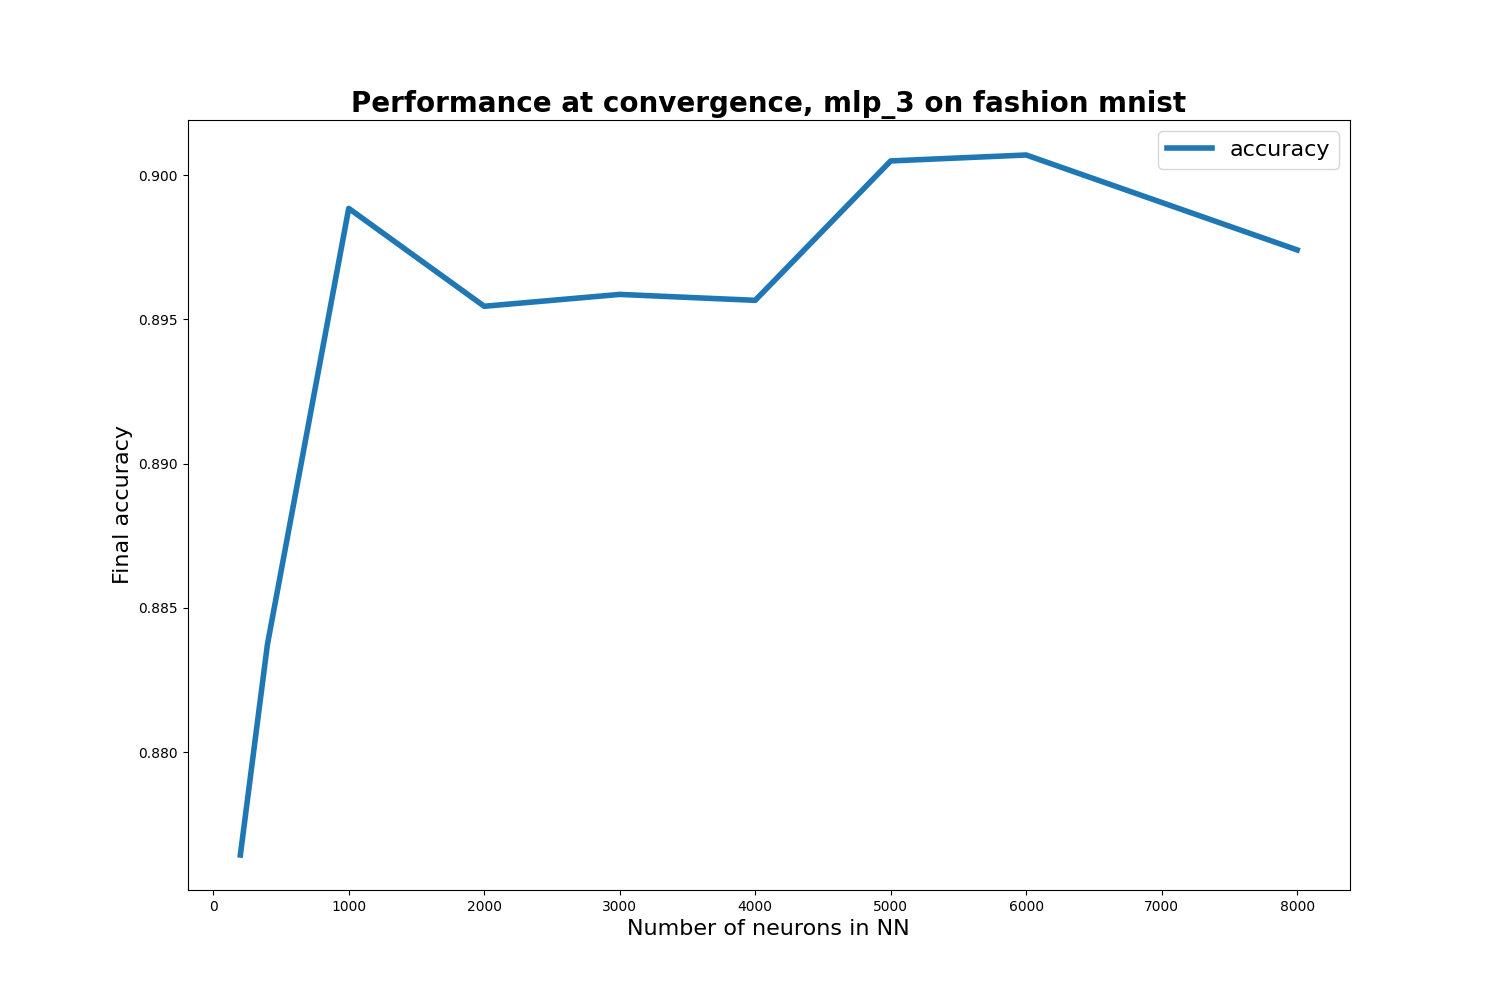 Performance at convergence, mlp_3 on fashion mnist
accuracy
0.900
0.895
0.890
0.885
0.880
Final accuracy
0 1000 2000 3000 4000 5000 6000 7000 8000
Number of neurons in NN